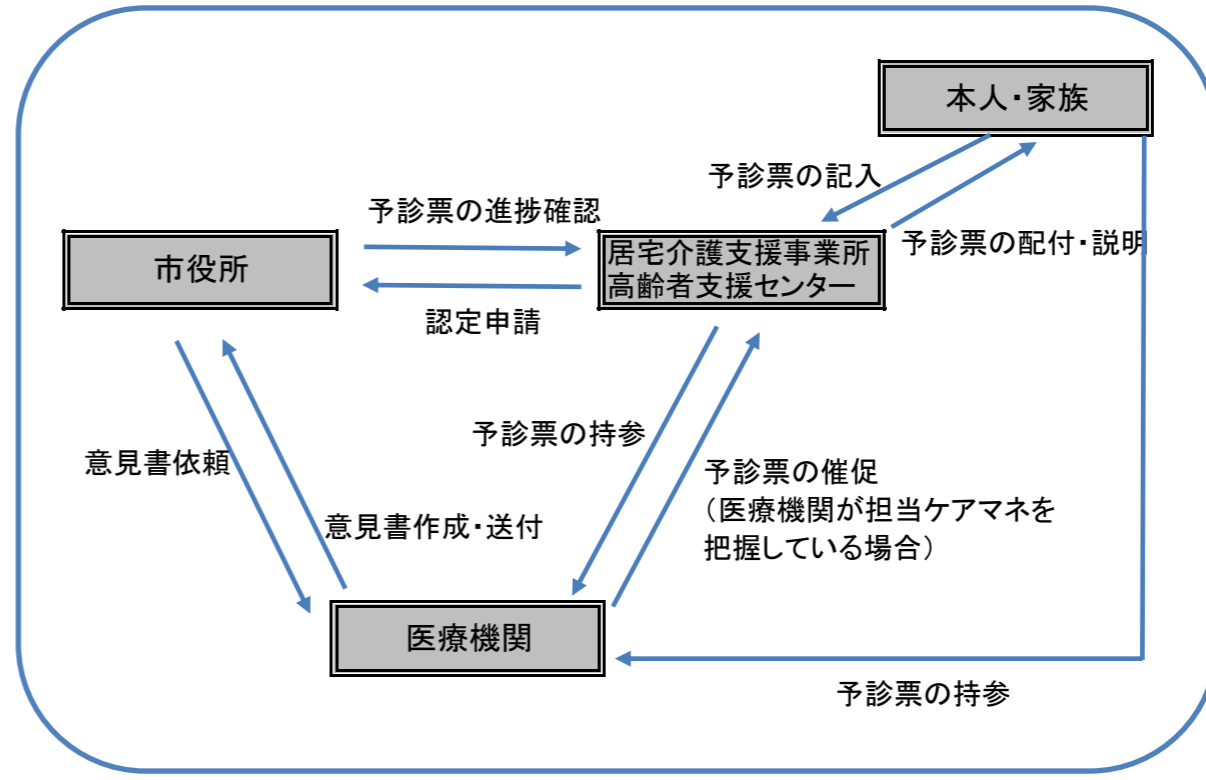 本人・家族
予診票の記入
予診票の進捗確認
予診票の配付・説明
市役所
居宅介護支援事業所
高齢者支援センター
認定申請
予診票の持参
意見書依頼
予診票の催促
(医療機関が担当ケアマネを
把握している場合)
意見書作成・送付
医療機関
予診票の持参